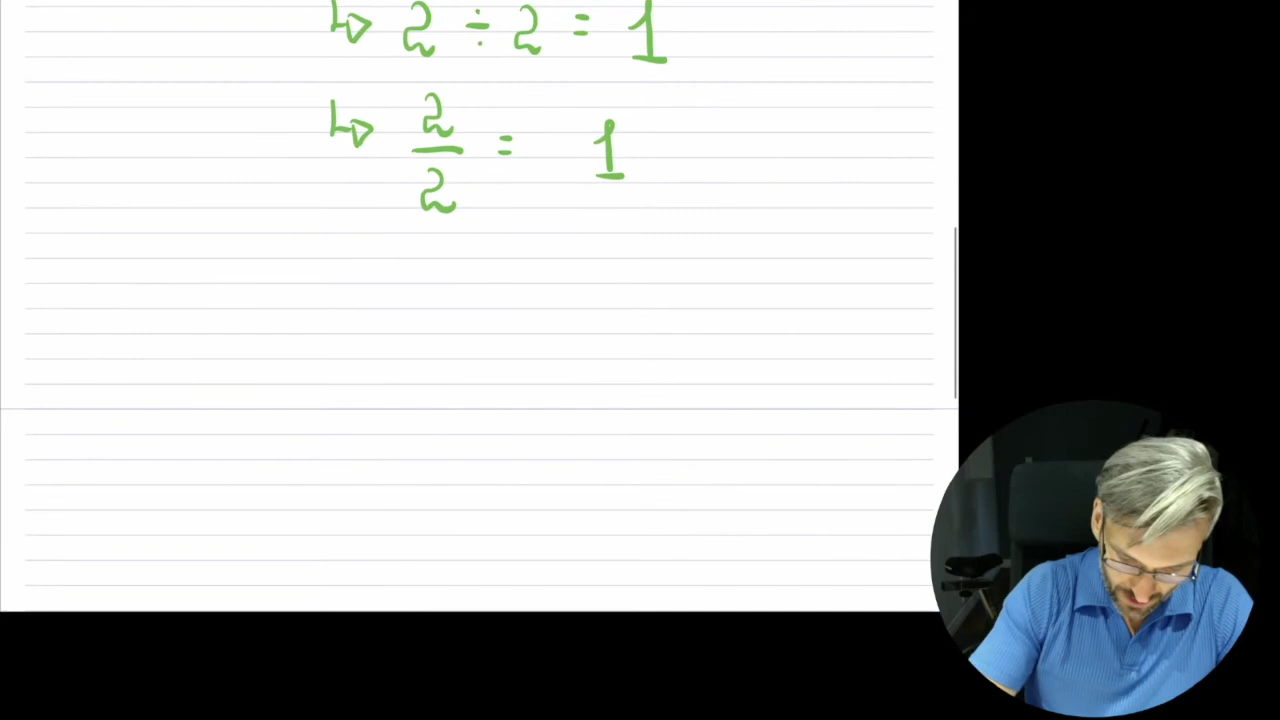 ↳ 2 ÷ 2 = 1
↳ 2/2 = 1